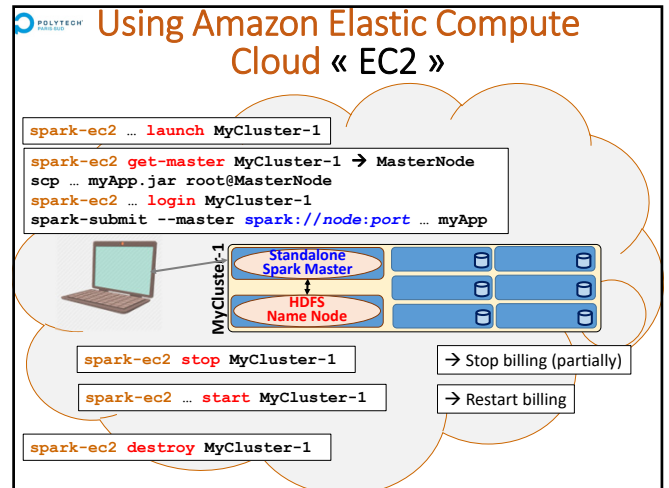 POLYTECH'
PARIS-SUD
Using Amazon Elastic Compute
Cloud « EC2 »
spark-ec2 … launch MyCluster-1
spark-ec2 get-master MyCluster-1 → MasterNode
scp … myApp.jar root@MasterNode
spark-ec2 … login MyCluster-1
spark-submit --master spark://node:port … myApp
MyCluster-1
Standalone
Spark Master
HDFS
Name Node
spark-ec2 stop MyCluster-1
→ Stop billing (partially)
spark-ec2 … start MyCluster-1
→ Restart billing
spark-ec2 destroy MyCluster-1